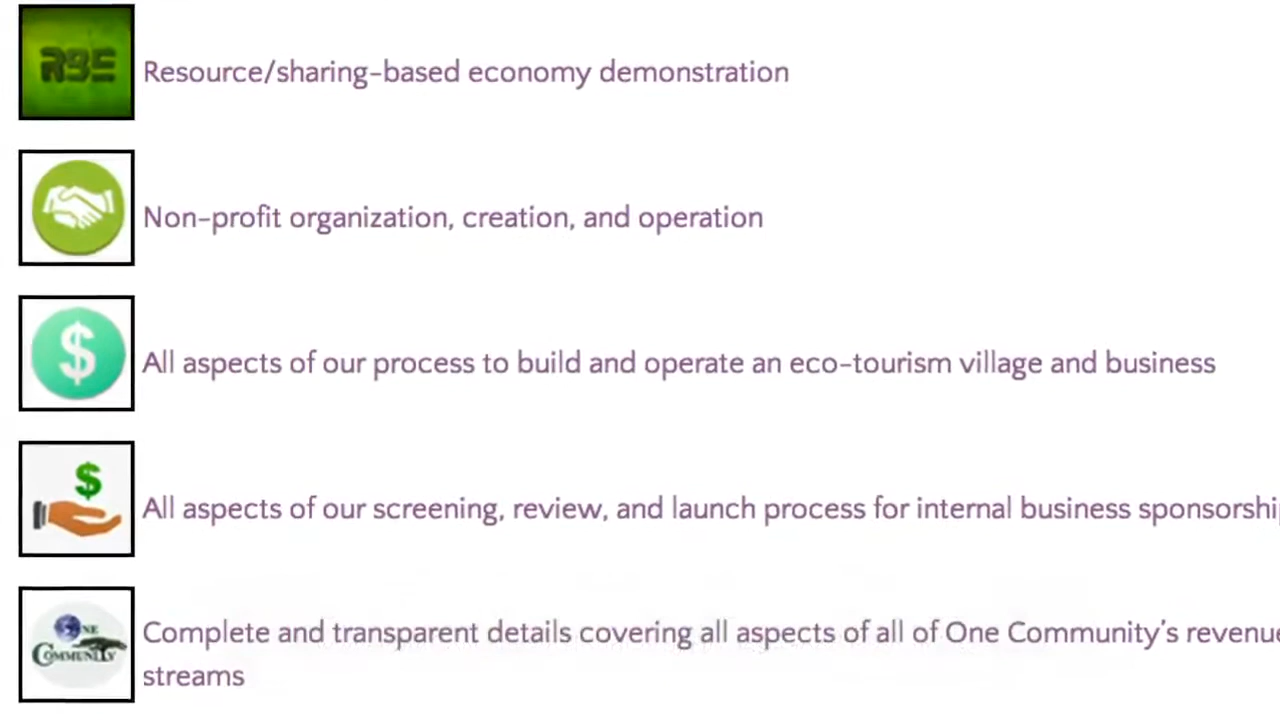 RBE
Resource/sharing-based economy demonstration
Non-profit organization, creation, and operation
$
All aspects of our process to build and operate an eco-tourism village and business
$
All aspects of our screening, review, and launch process for internal business
ONE
COMMUNITY
Complete and transparent details covering all aspects of all of One Community's revenue
streams